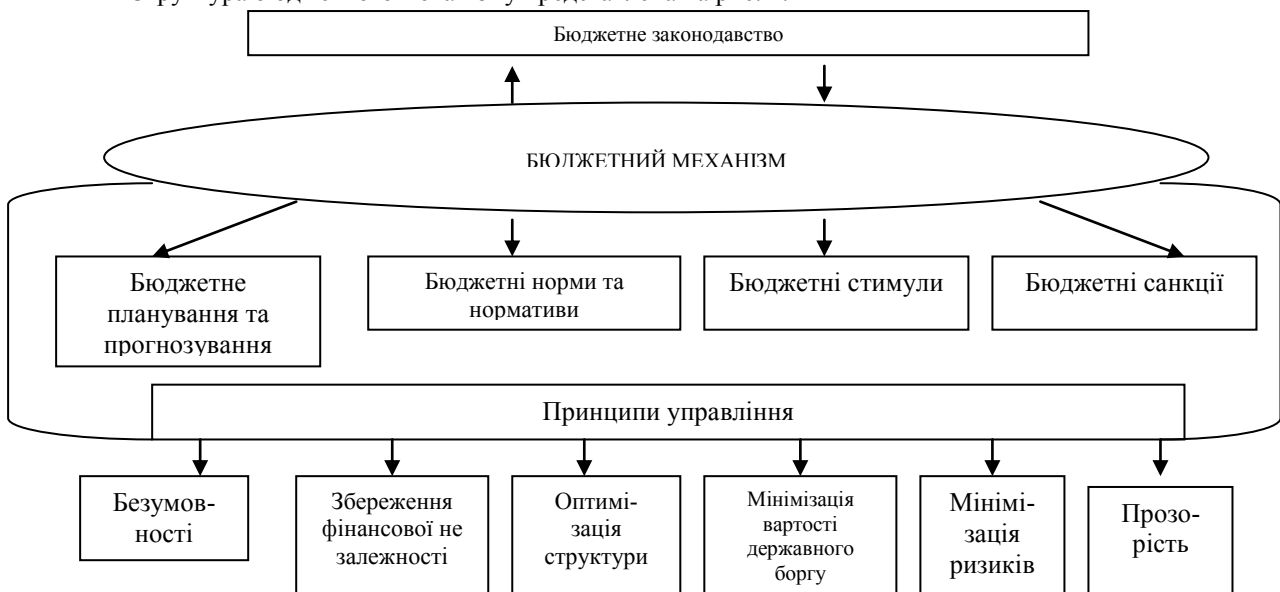 Бюджетне законодавство
БЮДЖЕТНИЙ МЕХАНІЗМ
Бюджетне
планування та
прогнозування
Бюджетні норми та
нормативи
Бюджетні стимули
Бюджетні санкції
Принципи управління
Безумов-
ності
Збереження
фінансової не
залежності
Оптимі-
зація
структури
Мінімізація
вартості
державного
боргу
Мінімі-
зація
ризиків
Прозо-
рість